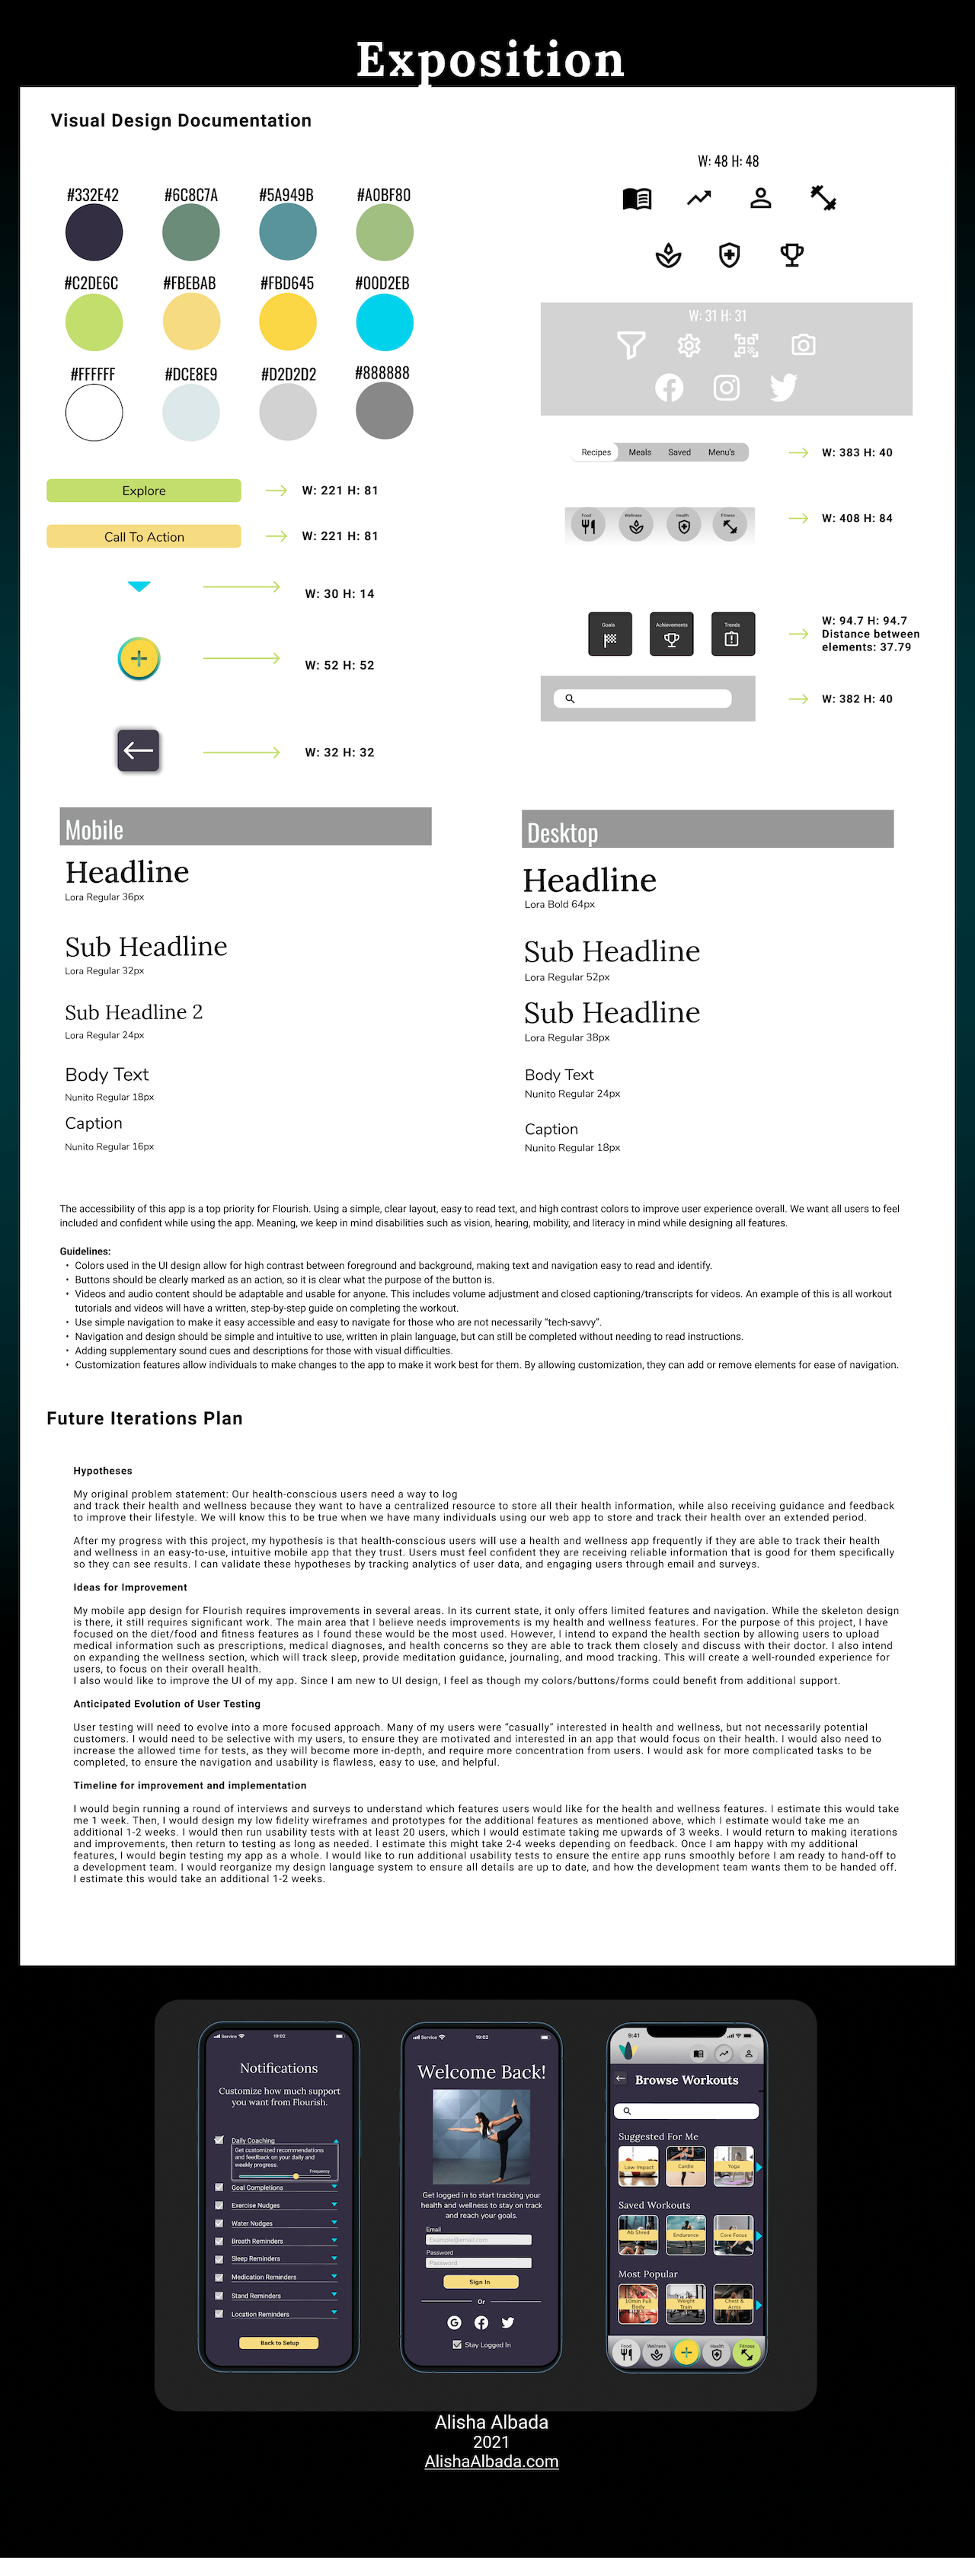 Exposition
Visual Design Documentation
#332E42
#6C8C7A
#5A949B
#A0BF80
#C2DE6C
#FBEBAB
#FBD645
#00D2EB
#FFFFFF
#DCE8E9
#D2D2D2
#888888
Explore
W: 221 H: 81
Call To Action
W: 221 H: 81
W: 30 H: 14
W: 52 H: 52
W: 32 H: 32
W: 48 H: 48
W: 31 H: 31
Recipes Meals Saved Menu's
W: 383 H: 40
Food Wellness Health Fitness
W: 408 H: 84
Goals Achievements Trends
W: 94.7 H: 94.7
Distance between
elements: 37.79
W: 382 H: 40
Mobile
Headline
Lora Regular 36px
Sub Headline
Lora Regular 32px
Sub Headline 2
Lora Regular 24px
Body Text
Nunito Regular 18px
Caption
Nunito Regular 16px
Desktop
Headline
Lora Bold 64px
Sub Headline
Lora Regular 52px
Sub Headline
Lora Regular 38px
Body Text
Nunito Regular 24px
Caption
Nunito Regular 18px
The accessibility of this app is a top priority for Flourish. Using a simple, clear layout, easy to read text, and high contrast colors to improve user experience overall. We want all users to feel
included and confident while using the app. Meaning, we keep in mind disabilities such as vision, hearing, mobility, and literacy in mind while designing all features.
Guidelines:
• Colors used in the UI design allow for high contrast between foreground and background, making text and navigation easy to read and identify.
• Buttons should be clearly marked as an action, so it is clear what the purpose of the button is.
• Videos and audio content should be adaptable and usable for anyone. This includes volume adjustment and closed captioning/transcripts for videos. An example of this is all workout
tutorials and videos will have a written, step-by-step guide on completing the workout.
• Use simple navigation to make it easy accessible and easy to navigate for those who are not necessarily "tech-savvy".
• Navigation and design should be simple and intuitive to use, written in plain language, but can still be completed without needing to read instructions.
• Adding supplementary sound cues and descriptions for those with visual difficulties.
• Customization features allow individuals to make changes to the app to make it work best for them. By allowing customization, they can add or remove elements for ease of navigation.
Future Iterations Plan
Hypotheses
My original problem statement: Our health-conscious users need a way to log
and track their health and wellness because they want to have a centralized resource to store all their health information, while also receiving guidance and feedback
to improve their lifestyle. We will know this to be true when we have many individuals using our web app to store and track their health over an extended period.
After my progress with this project, my hypothesis is that health-conscious users will use a health and wellness app frequently if they are able to track their health
and wellness in an easy-to-use, intuitive mobile app that they trust. Users must feel confident they are receiving reliable information that is good for them specifically
so they can see results. I can validate these hypotheses by tracking analytics of user data, and engaging users through email and surveys.
Ideas for Improvement
My mobile app design for Flourish requires improvements in several areas. In its current state, it only offers limited features and navigation. While the skeleton design
is there, it still requires significant work. The main area that I believe needs improvements is my health and wellness features. For the purpose of this project, I have
focused on the diet/food and fitness features as I found these would be the most used. However, I intend to expand the health section by allowing users to upload
medical information such as prescriptions, medical diagnoses, and health concerns so they are able to track them closely and discuss with their doctor. I also intend
on expanding the wellness section, which will track sleep, provide meditation guidance, journaling, and mood tracking. This will create a well-rounded experience for
users, to focus on their overall health.
I also would like to improve the UI of my app. Since I am new to UI design, I feel as though my colors/buttons/forms could benefit from additional support.
Anticipated Evolution of User Testing
User testing will need to evolve into a more focused approach. Many of my users were "casually" interested in health and wellness, but not necessarily potential
customers. I would need to be selective with my users, to ensure they are motivated and interested in an app that would focus on their health. I would also need to
increase the allowed time for tests, as they will become more in-depth, and require more concentration from users. I would ask for more complicated tasks to be
completed, to ensure the navigation and usability is flawless, easy to use, and helpful.
Timeline for improvement and implementation
I would begin running a round of interviews and surveys to understand which features users would like for the health and wellness features. I estimate this would take
me 1 week. Then, I would design my low fidelity wireframes and prototypes for the additional features as mentioned above, which I estimate would take me an
additional 1-2 weeks. I would then run usability tests with at least 20 users, which I would estimate taking me upwards of 3 weeks. I would return to making iterations
and improvements, then return to testing as long as needed. I estimate this might take 2-4 weeks depending on feedback. Once I am happy with my additional
features, I would begin testing my app as a whole. I would like to run additional usability tests to ensure the entire app runs smoothly before I am ready to hand-off to
a development team. I would reorganize my design language system to ensure all details are up to date, and how the development team wants them to be handed off.
I estimate this would take an additional 1-2 weeks.
Service 19:02
Notifications
Customize how much support
you want from Flourish.
Daily Coaching
Get customized recommendations
and feedback on your daily and
weekly progress.
Frequency
Goal Completions
Exercise Nudges
Water Nudges
Breath Reminders
Sleep Reminders
Medication Reminders
Stand Reminders
Location Reminders
Back to Setup
Service 19:02
Welcome Back!
Get logged in to start tracking your
health and wellness to stay on track
and reach your goals.
Email
Example@email.com
Password
Password
Sign In
Or
Stay Logged In
9:41
Browse Workouts
Suggested For Me
Low Impact Cardio Yoga
Saved Workouts
Ab Shred Endurance Core Focus
Most Popular
10min Full Body
Weight Train
Chest & Arms
Food Wellness Health Fitness
Alisha Albada
2021
AlishaAlbada.com